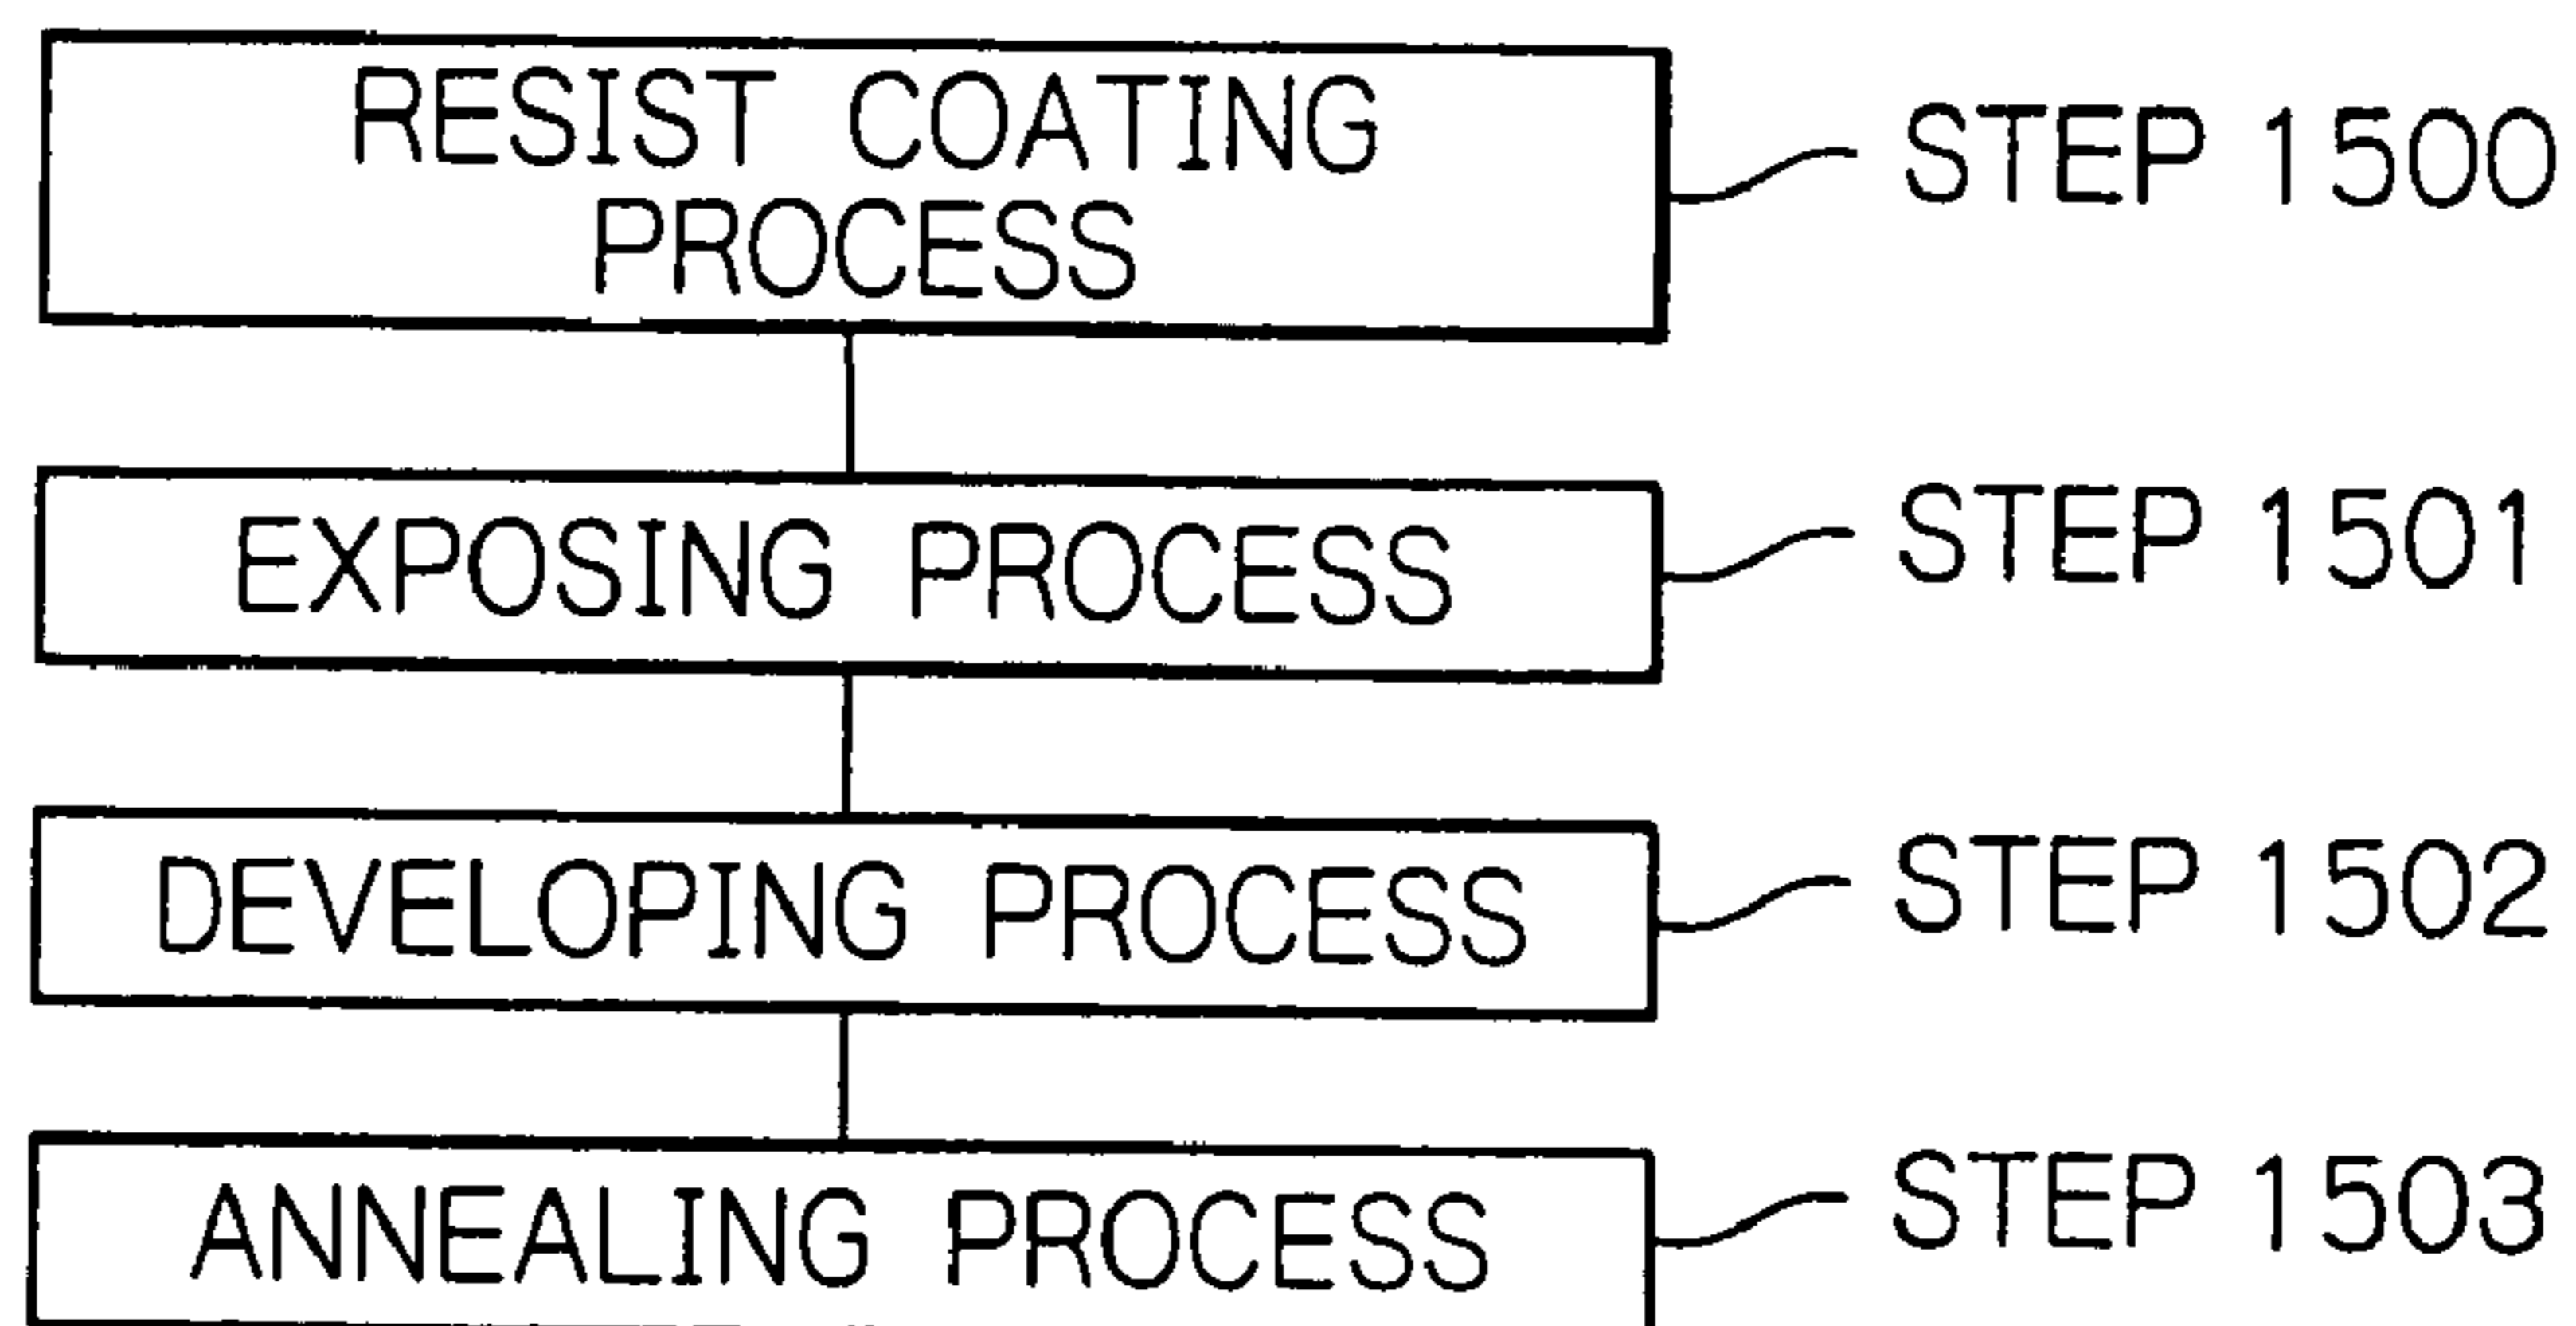 RESIST COATING
PROCESS
STEP 1500
EXPOSING PROCESS
STEP 1501
DEVELOPING PROCESS
STEP 1502
ANNEALING PROCESS
STEP 1503